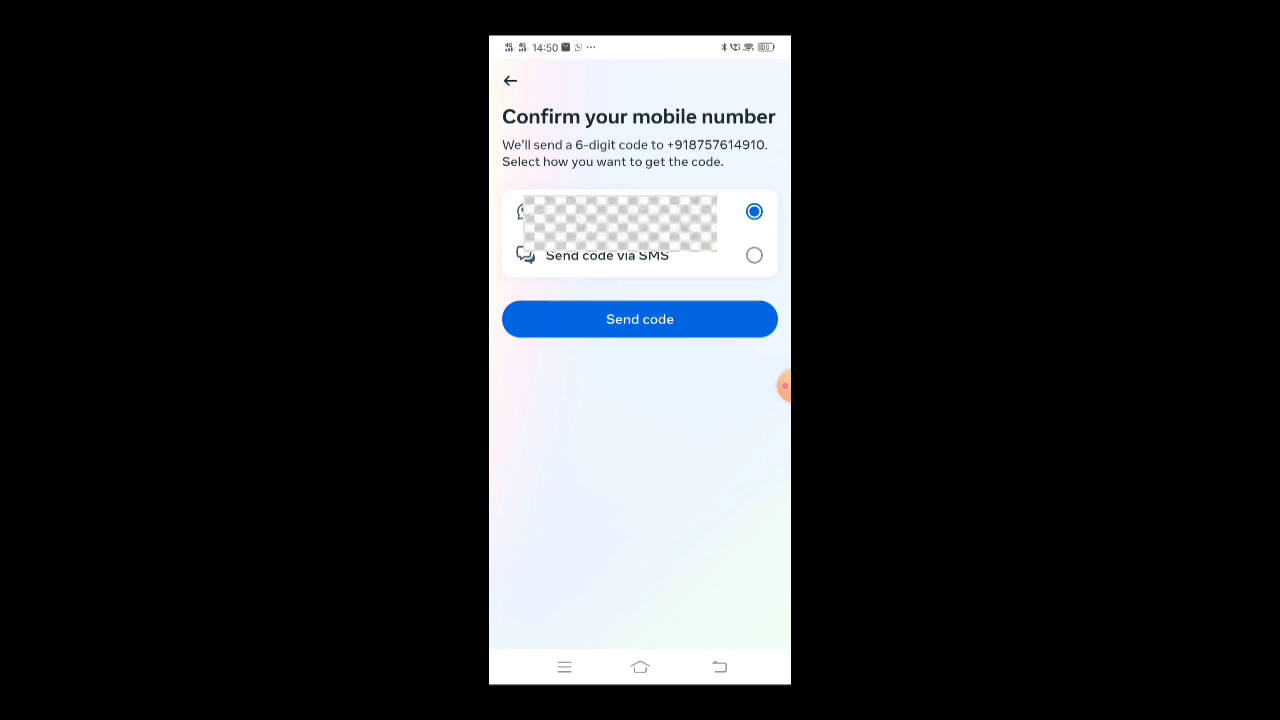 14:50
Confirm your mobile number
We'll send a 6-digit code to +918757614910.
Select how you want to get the code.
Send code via SMS
Send code